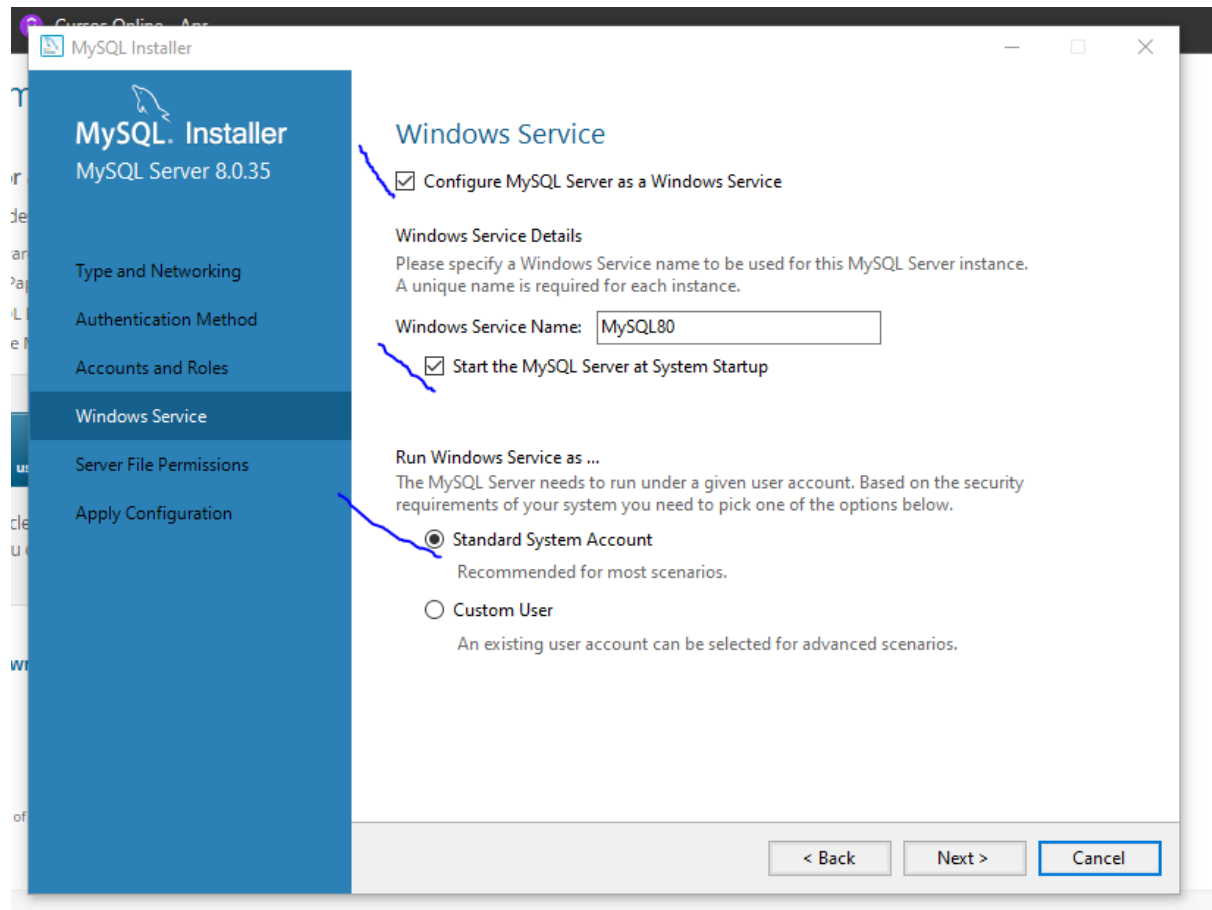 Cursos Online
MySQL Installer
MySQL. Installer
MySQL Server 8.0.35
Type and Networking
Authentication Method
Accounts and Roles
Windows Service
Server File Permissions
Apply Configuration
Windows Service
Configure MySQL Server as a Windows Service
Windows Service Details
Please specify a Windows Service name to be used for this MySQL Server instance.
A unique name is required for each instance.
Windows Service Name: MySQL80
Start the MySQL Server at System Startup
Run Windows Service as ...
The MySQL Server needs to run under a given user account. Based on the security
requirements of your system you need to pick one of the options below.
Standard System Account
Recommended for most scenarios.
Custom User
An existing user account can be selected for advanced scenarios.
< Back Next > Cancel
of